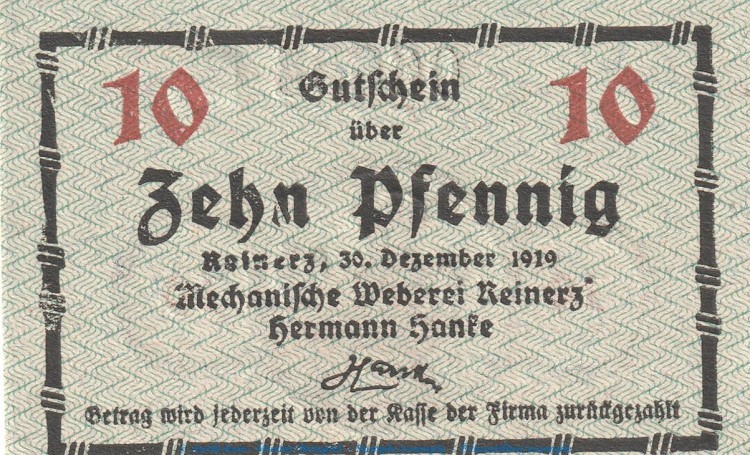 10 Gutschein 10
über
Zehn Pfennig
Reinerz, 30. Dezember 1919
Mechanische Weberei Reinerz
Hermann Hanke
Hanke
Betrag wird jederzeit von der Kasse der Firma zurückgezahlt